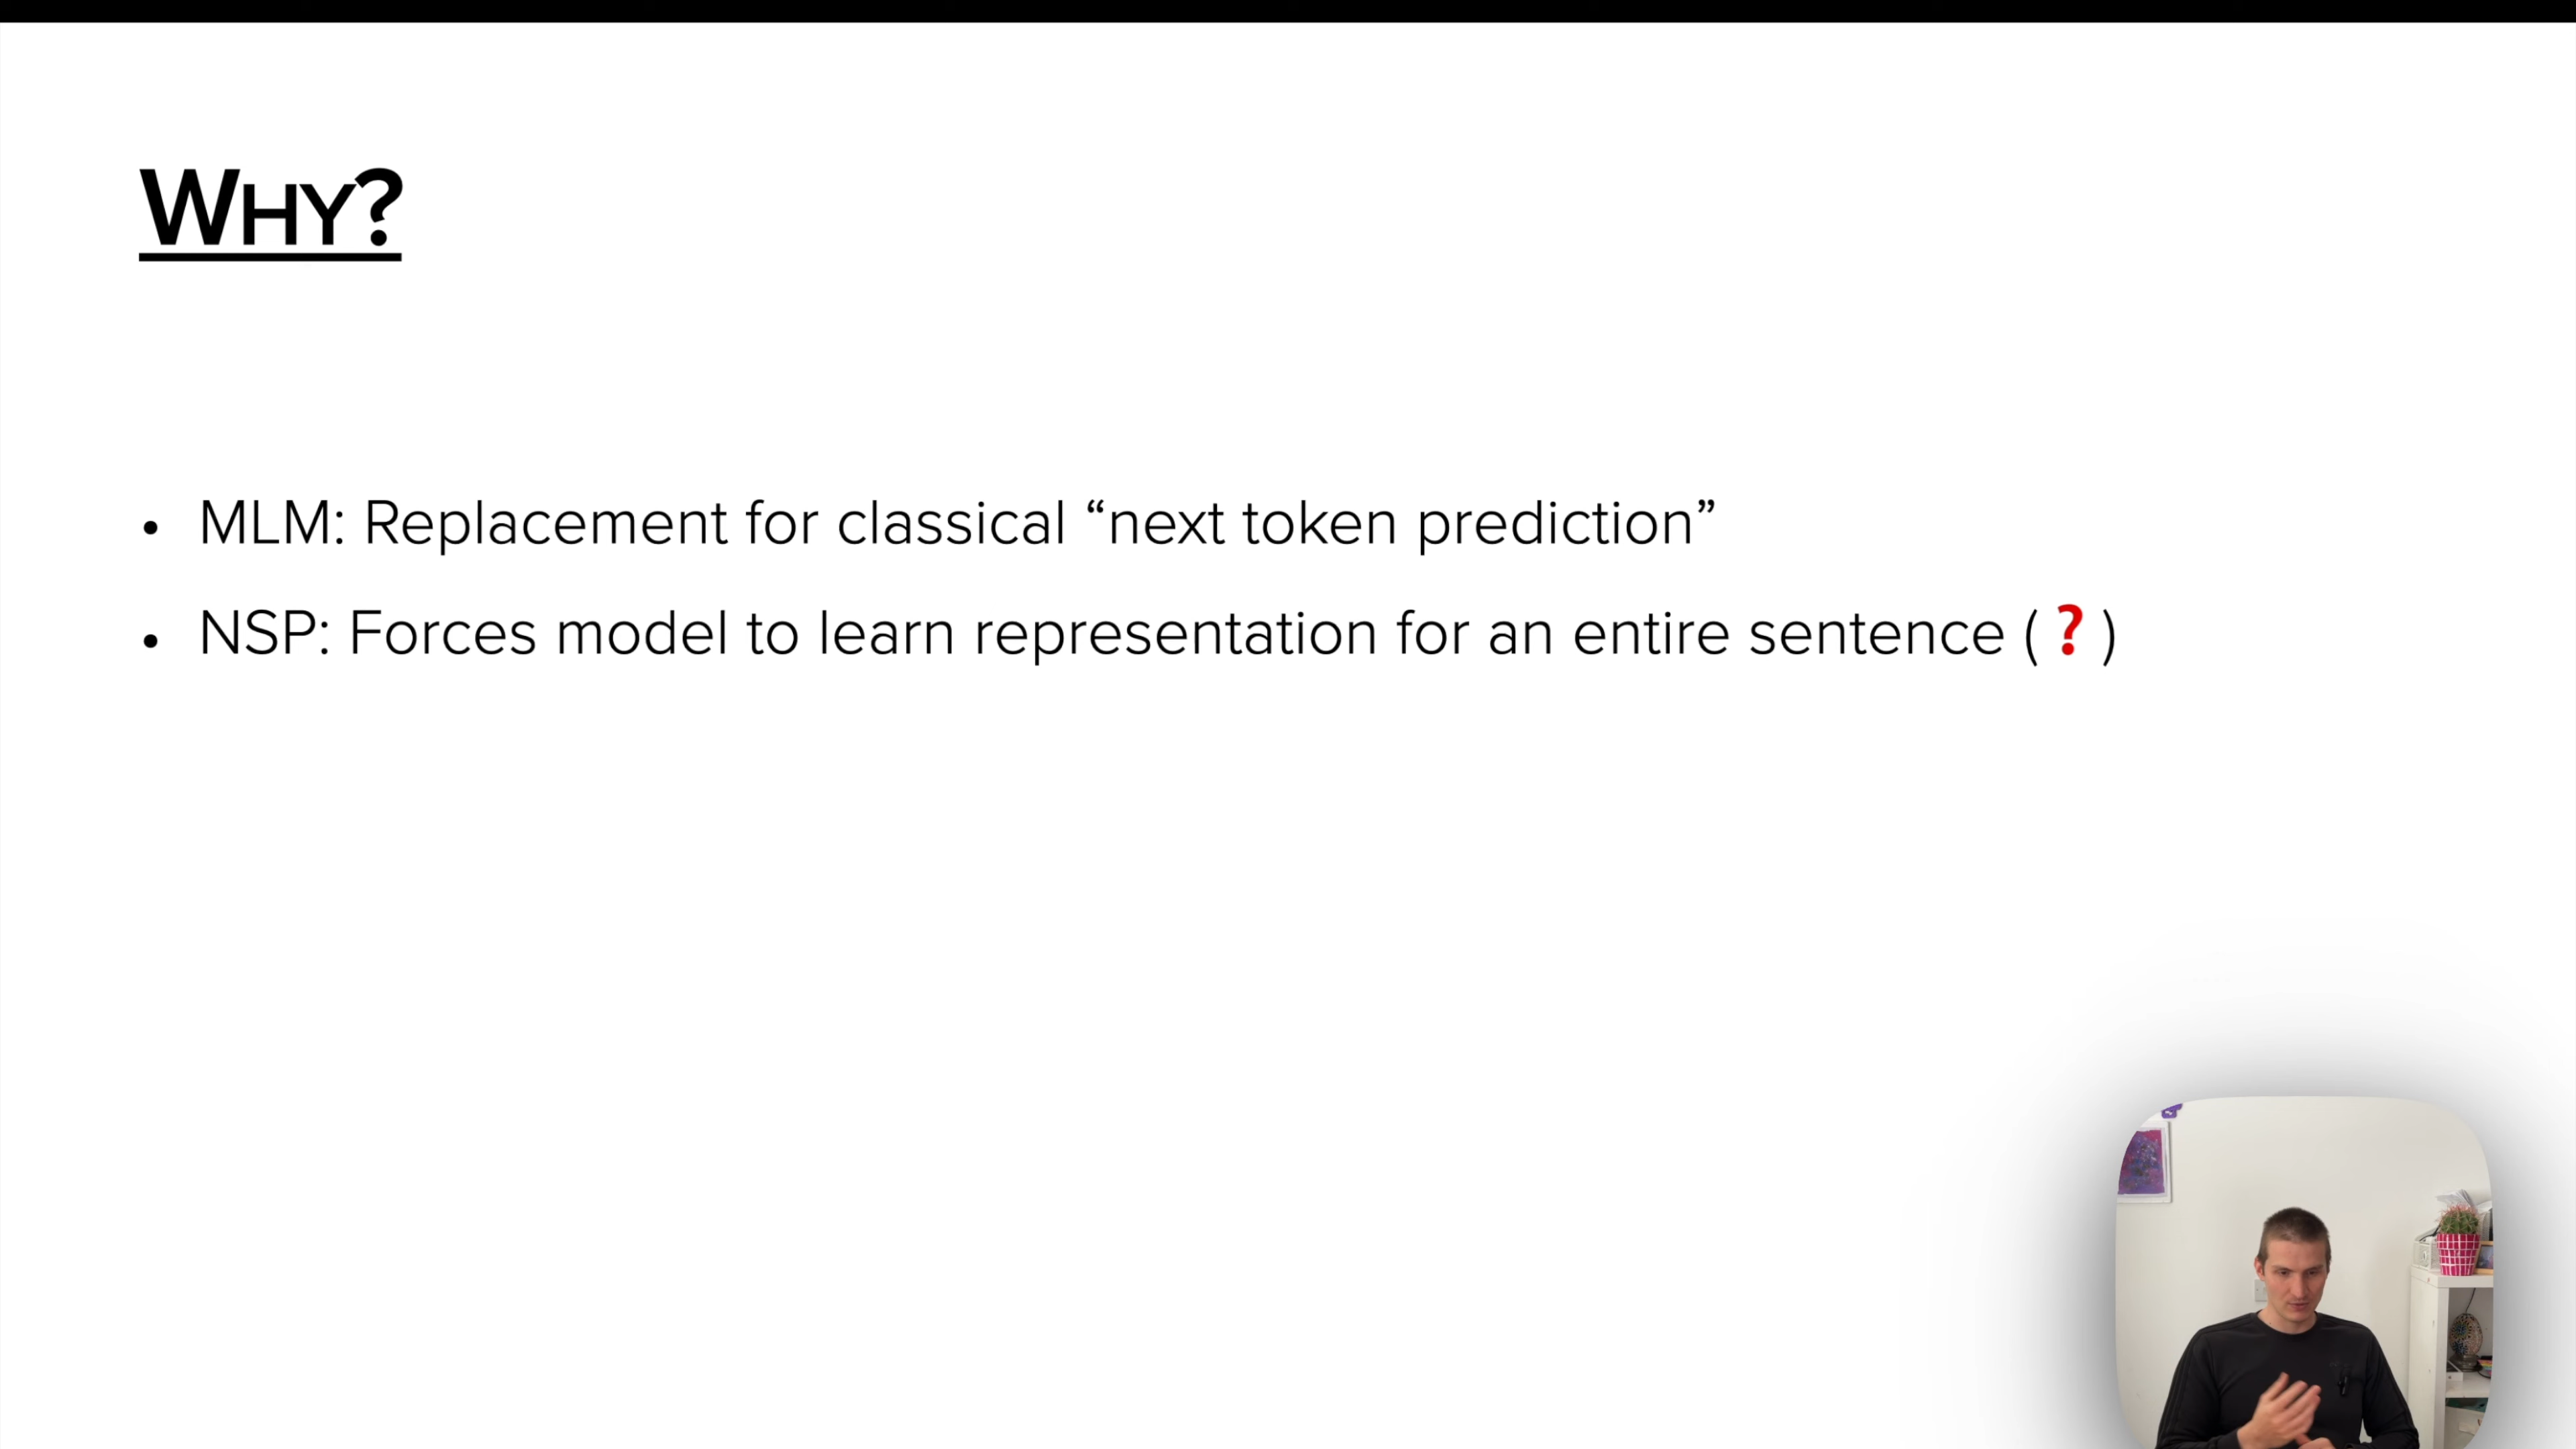 WHY?
• MLM: Replacement for classical “next token prediction”
• NSP: Forces model to learn representation for an entire sentence (❓)